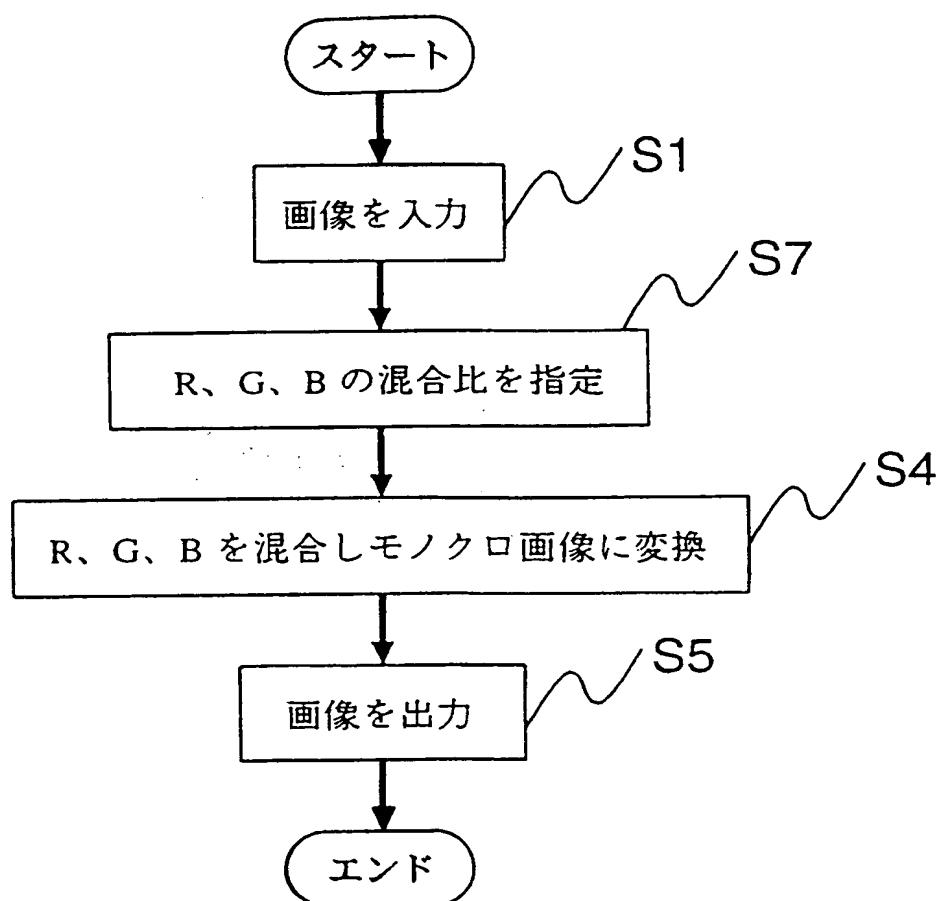 スタート
S1
画像を入力
S7
R、G、Bの混合比を指定
S4
R、G、Bを混合しモノクロ画像に変換
S5
画像を出力
エンド